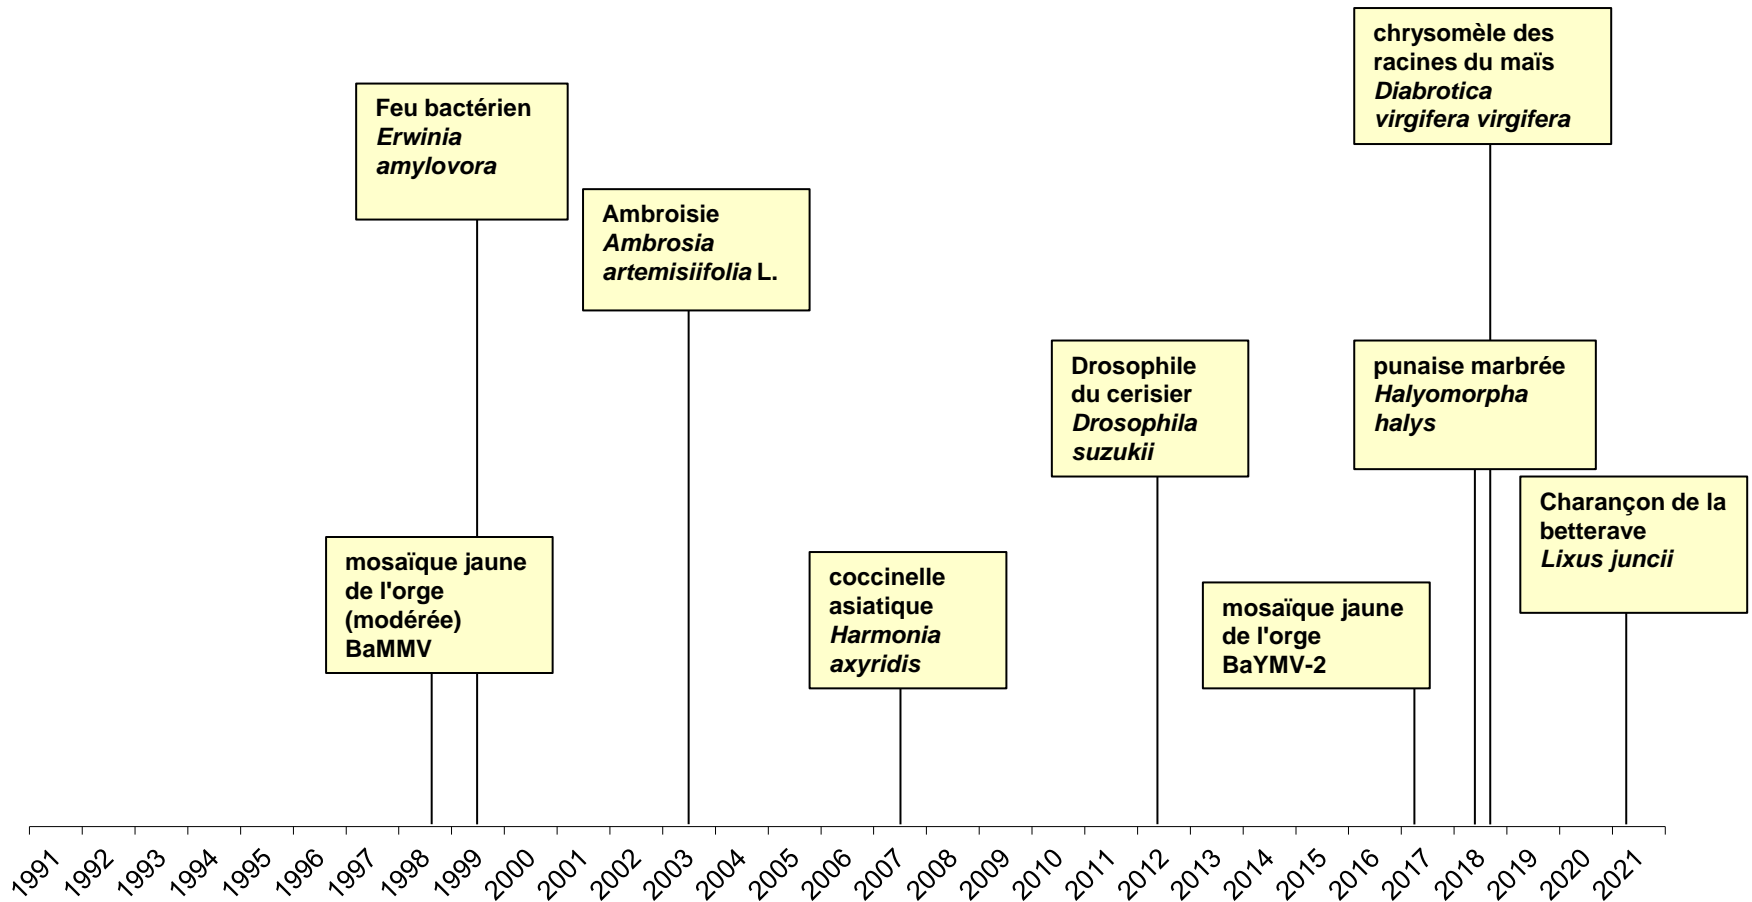 chrysomèle des
racines du maïs
Diabrotica
virgifera virgifera
Feu bactérien
Erwinia
amylovora
Ambroisie
Ambrosia
artemisiifolia L.
Drosophile
du cerisier
Drosophila
suzukii
punaise marbrée
Halyomorpha
halys
Charançon de la
betterave
Lixus juncii
mosaïque jaune
de l'orge
(modérée)
BaMMV
coccinelle
asiatique
Harmonia
axyridis
mosaïque jaune
de l'orge
BaYMV-2
1991
1992
1993
1994
1995
1996
1997
1998
1999
2000
2001
2002
2003
2004
2005
2006
2007
2008
2009
2010
2011
2012
2013
2014
2015
2016
2017
2018
2019
2020
2021